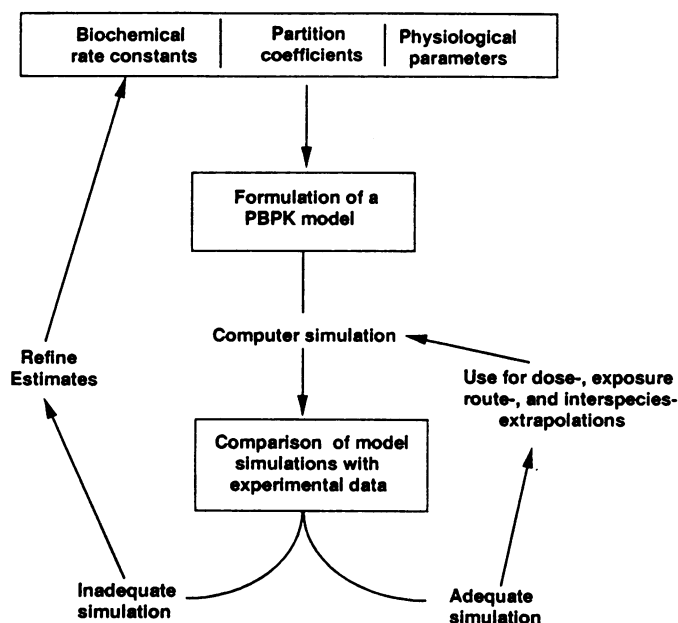 Biochemical
rate constants
Partition
coefficients
Physiological
parameters
Formulation of a
PBPK model
Computer simulation
Refine
Estimates
Use for dose-, exposure
route-, and interspecies-
extrapolations
Comparison of model
simulations with
experimental data
Inadequate
simulation
Adequate
simulation